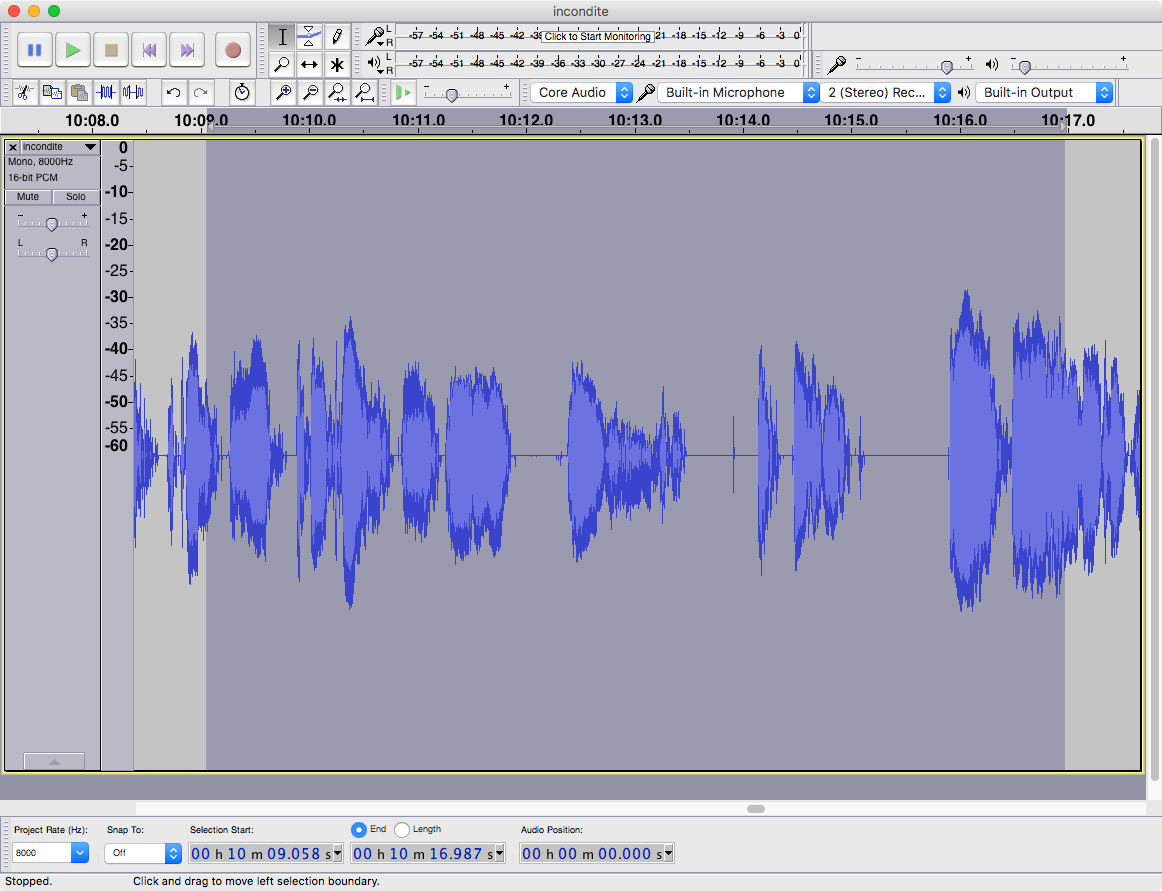 incondite
L
R
-57 -54 -51 -48 -45 -42 -39 Click to Start Monitoring 21 -18 -15 -12 -9 -6 -3 0
L
R
-57 -54 -51 -48 -45 -42 -39 -36 -33 -30 -27 -24 -21 -18 -15 -12 -9 -6 -3 0
- +
- +
- + Core Audio Built-in Microphone 2 (Stereo) Rec... Built-in Output
10:08.0 10:09.0 10:10.0 10:11.0 10:12.0 10:13.0 10:14.0 10:15.0 10:16.0 10:17.0
incondite
Mono, 8000Hz
16-bit PCM
Mute Solo
- +
L R
0
-5
-10
-15
-20
-25
-30
-35
-40
-45
-50
-55
-60
Project Rate (Hz): Snap To: Selection Start: End Length Audio Position:
8000 Off 00 h 10 m 09.058 s 00 h 10 m 16.987 s 00 h 00 m 00.000 s
Stopped. Click and drag to move left selection boundary.